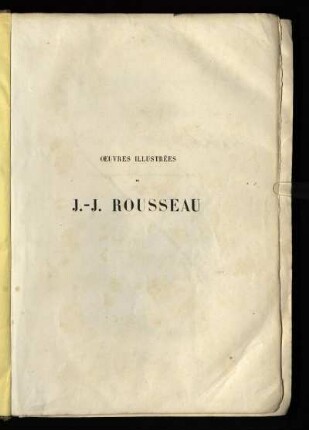 ŒUVRES ILLUSTRÉES
DE
J.-J. ROUSSEAU